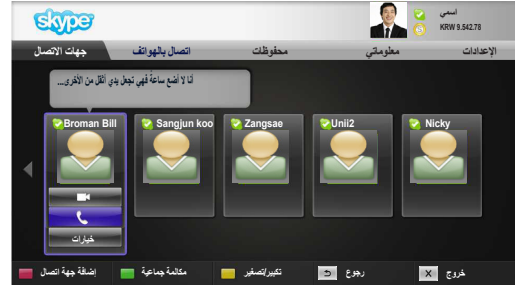 skype
اسمي
KRW 9.542.78
جهات الاتصال
اتصال بالهواتف
محفوظات
معلوماتي
الإعدادات
أنا لا أضع ساعةً فهي تجعل يدي أثقل من الأخرى...
Broman Bill
Sangjun koo
Zangsae
Unii2
Nicky
خيارات
إضافة جهة اتصال
مكالمة جماعية
تكبير/تصغير
رجوع
خروج